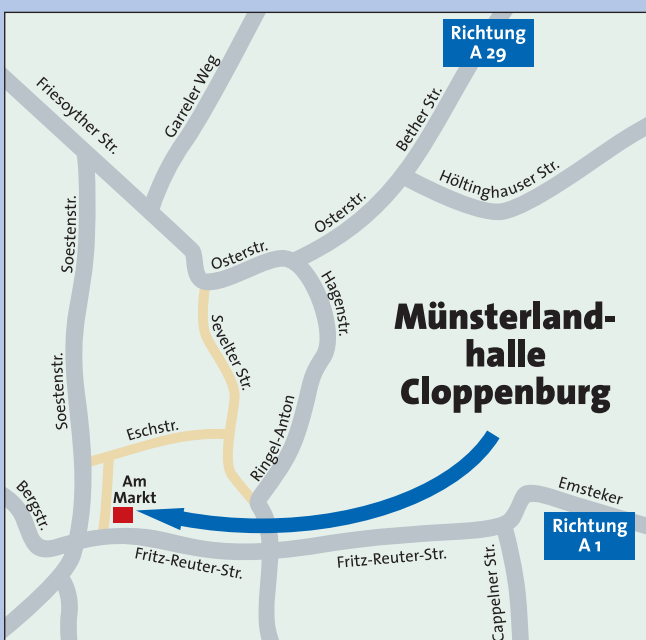 Richtung
A 29
Garreler Weg
Friesoyther Str.
Bether Str.
Höltinghauser Str.
Soestenstr.
Osterstr.
Osterstr.
Hagenstr.
Sevelter Str.
Münsterland-
halle
Cloppenburg
Soestenstr.
Eschstr.
Ringel-Anton
Am
Markt
Bergstr.
Emsteker
Richtung
A 1
Fritz-Reuter-Str.
Fritz-Reuter-Str.
Cappelner Str.